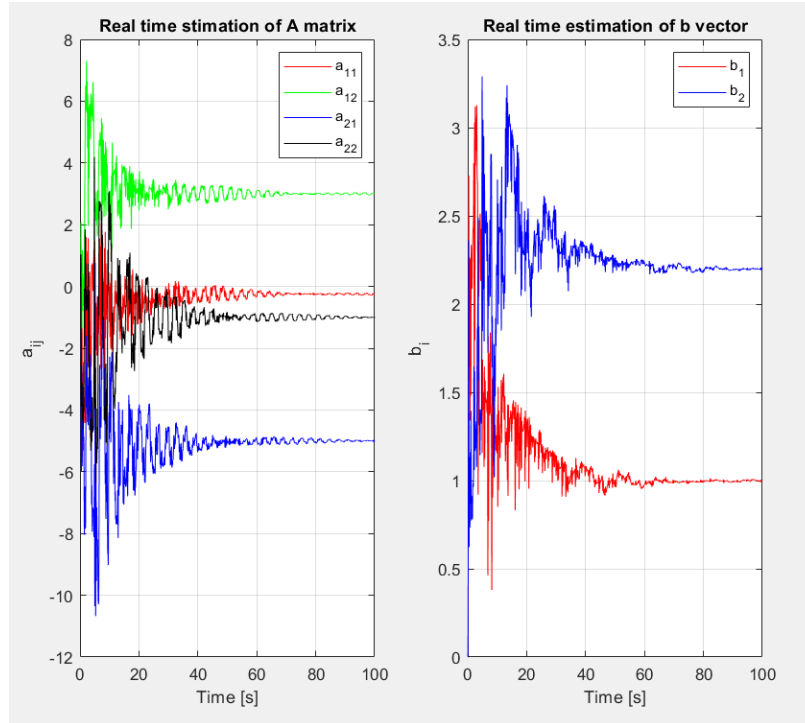 Real time stimation of A matrix
8
6
4
2
0
-2
-4
-6
-8
-10
-12
a_ij
0
20
40
60
80
100
Time [s]
a_11
a_12
a_21
a_22
Real time estimation of b vector
3.5
3
2.5
2
1.5
1
0.5
0
b_i
0
20
40
60
80
100
Time [s]
b_1
b_2